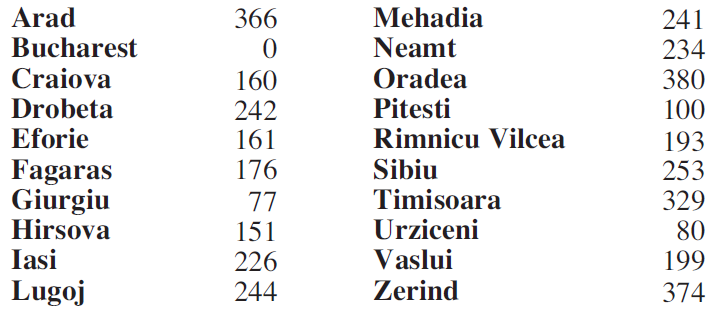 Arad 366 Mehadia 241
Bucharest 0 Neamt 234
Craiova 160 Oradea 380
Drobeta 242 Pitesti 100
Eforie 161 Rimnicu Vilcea 193
Fagaras 176 Sibiu 253
Giurgiu 77 Timisoara 329
Hirsova 151 Urziceni 80
Iasi 226 Vaslui 199
Lugoj 244 Zerind 374